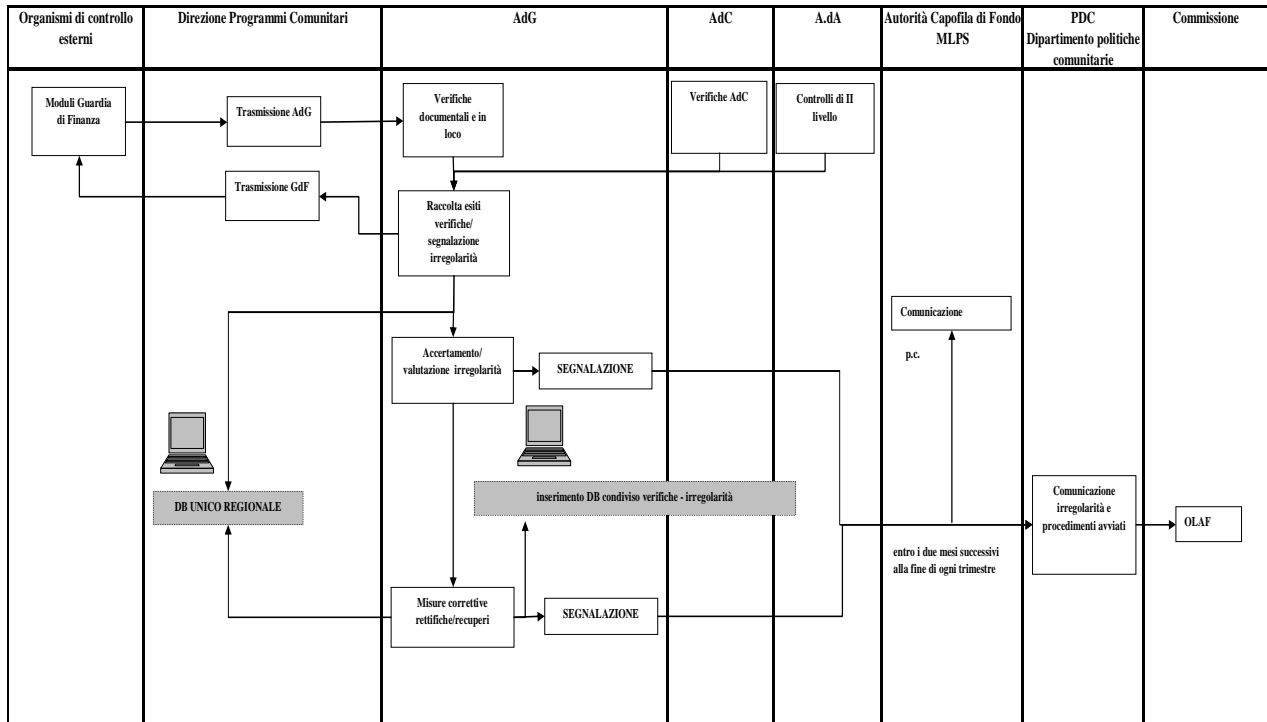 Organismi di controllo
esterni
Direzione Programmi Comunitari
AdG
AdC
A.dA
Autorità Capofila di Fondo
MLPS
PDC
Dipartimento politiche
comunitarie
Commissione
Moduli Guardia
di Finanza
Trasmissione AdG
Verifiche
documentali e in
loco
Verifiche AdC
Controlli di II
livello
Trasmissione GdF
Raccolta esiti
verifiche/
segnalazione
irregolarità
Comunicazione
p.c.
Accertamento/
valutazione irregolarità
SEGNALAZIONE
DB UNICO REGIONALE
inserimento DB condiviso verifiche - irregolarità
Comunicazione
irregolarità e
procedimenti avviati
OLAF
entro i due mesi successivi
alla fine di ogni trimestre
Misure correttive
rettifiche/recuperi
SEGNALAZIONE